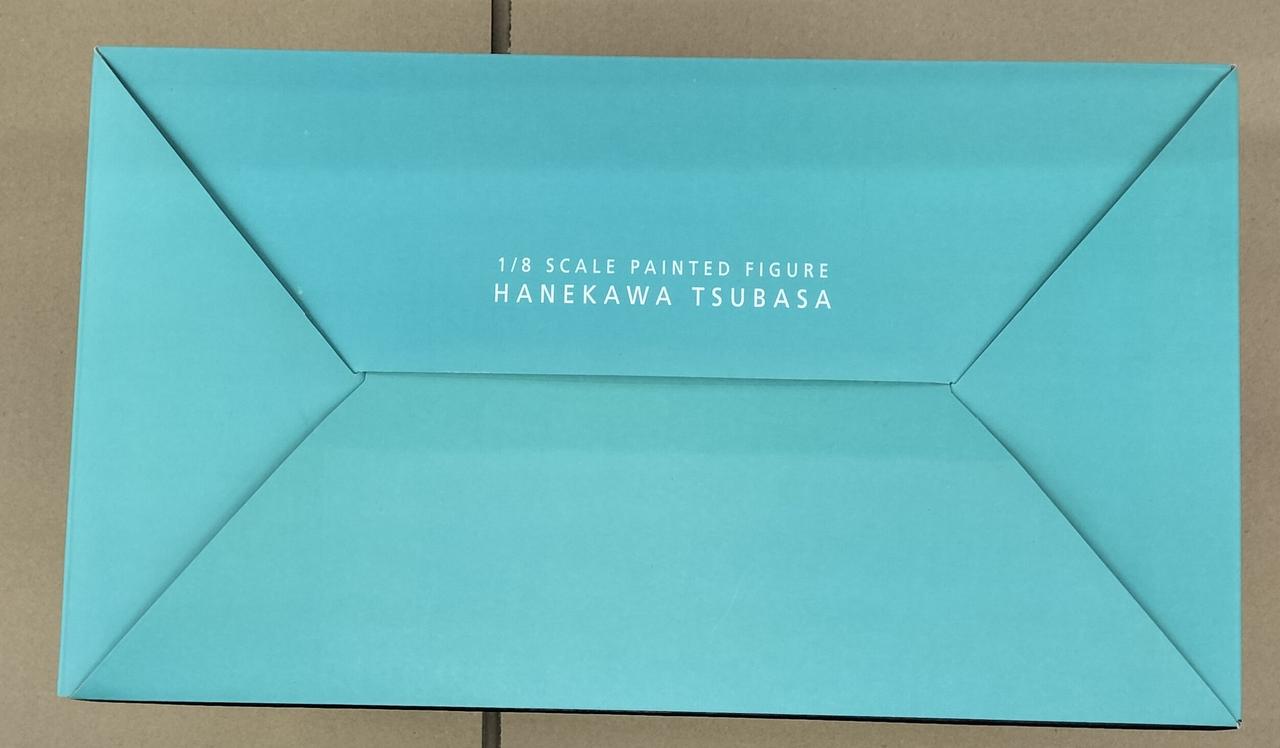 1/8 SCALE PAINTED FIGURE
HANEKAWA TSUBASA